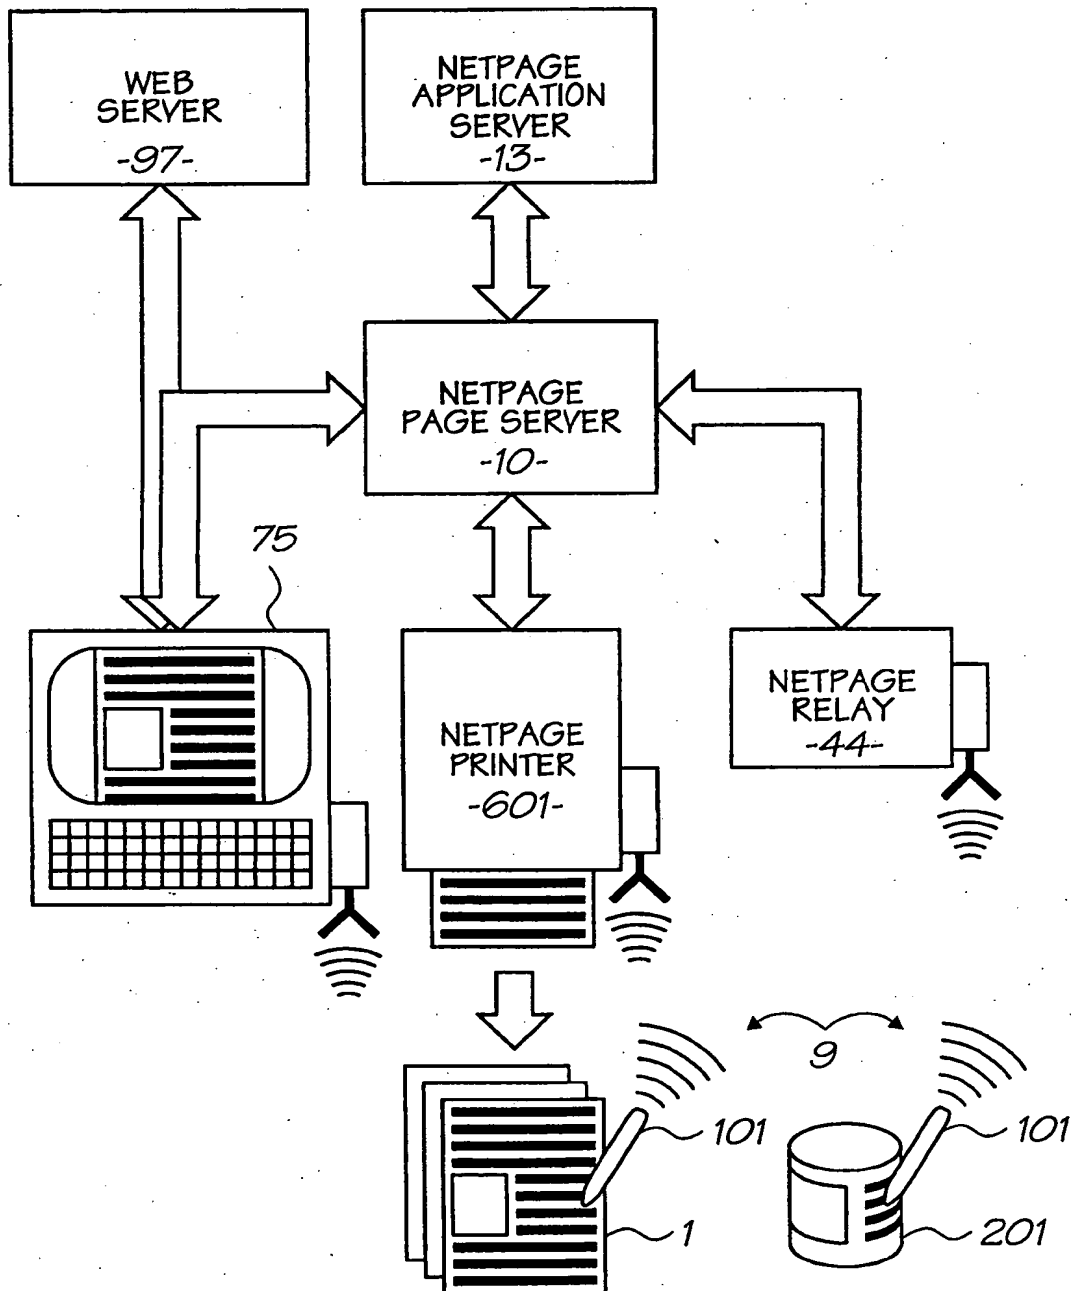 WEB
SERVER
-97-
NETPAGE
APPLICATION
SERVER
-13-
NETPAGE
PAGE SERVER
-10-
75
NETPAGE
PRINTER
-601-
NETPAGE
RELAY
-44-
9
101
101
1
201